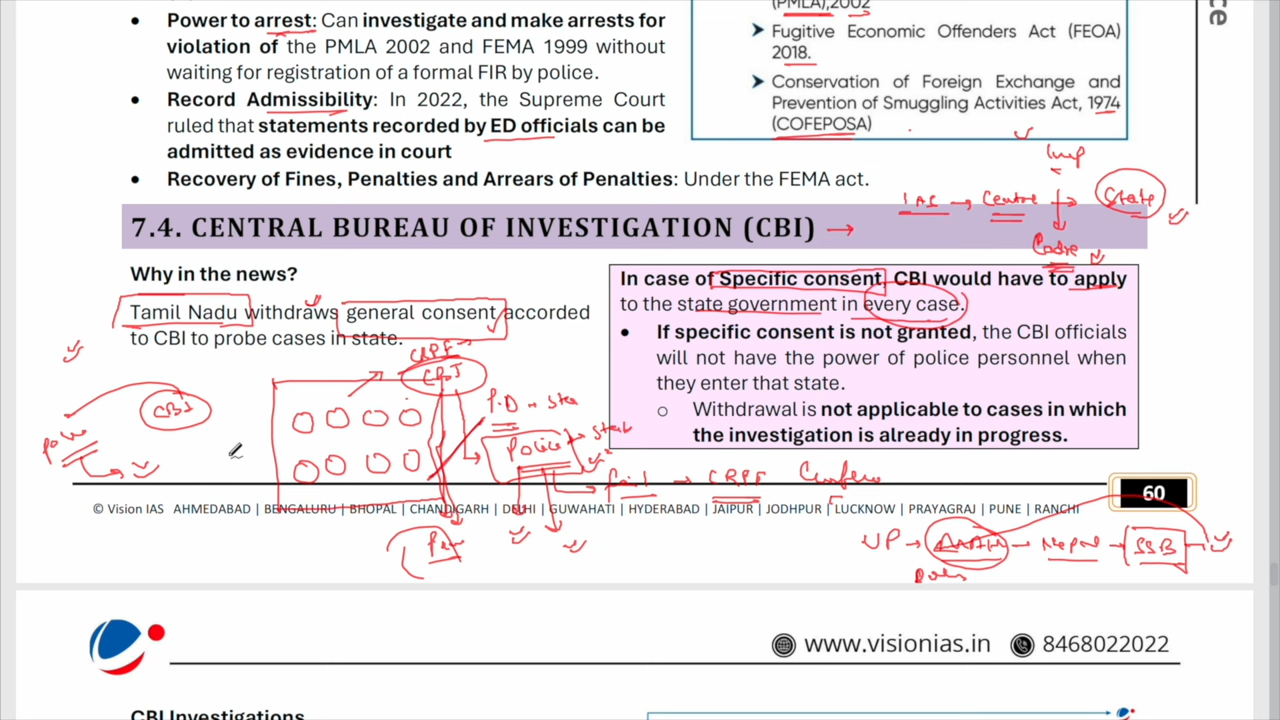 • Power to arrest: Can investigate and make arrests for
violation of the PMLA 2002 and FEMA 1999 without
waiting for registration of a formal FIR by police.
• Record Admissibility: In 2022, the Supreme Court
ruled that statements recorded by ED officials can be
admitted as evidence in court
• Recovery of Fines, Penalties and Arrears of Penalties: Under the FEMA act.
(PMLA),2002
➤ Fugitive Economic Offenders Act (FEOA)
2018.
➤ Conservation of Foreign Exchange and
Prevention of Smuggling Activities Act, 1974
(COFEPOSA)
Imp
IAS → Centre → State
Cadre
7.4. CENTRAL BUREAU OF INVESTIGATION (CBI) →
Why in the news?
Tamil Nadu withdraws general consent accorded
to CBI to probe cases in state.
In case of Specific consent, CBI would have to apply
to the state government in every case.
• If specific consent is not granted, the CBI officials
will not have the power of police personnel when
they enter that state.
o Withdrawal is not applicable to cases in which
the investigation is already in progress.
CRPF
CBI
CBI
Police
Police → State
fail → CRPF
UP → → Nepal → SSB
60
© Vision IAS AHMEDABAD | BENGALURU | BHOPAL | CHANDIGARH | DELHI | GUWAHATI | HYDERABAD | JAIPUR | JODHPUR | LUCKNOW | PRAYAGRAJ | PUNE | RANCHI
www.visionias.in 8468022022
CBI Investigations